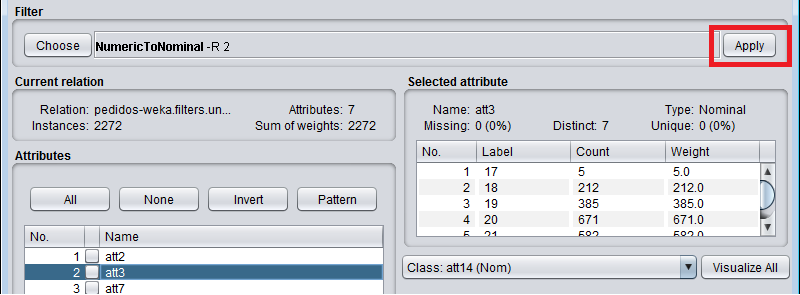 Filter
Choose NumericToNominal -R 2 Apply
Current relation
Relation: pedidos-weka.filters.un... Attributes: 7
Instances: 2272 Sum of weights: 2272
Attributes
All None Invert Pattern
No. Name
1 att2
2 att3
3 att7
Selected attribute
Name: att3 Type: Nominal
Missing: 0 (0%) Distinct: 7 Unique: 0 (0%)
No. Label Count Weight
1 17 5 5.0
2 18 212 212.0
3 19 385 385.0
4 20 671 671.0
5 21 582 582.0
Class: att14 (Nom) Visualize All